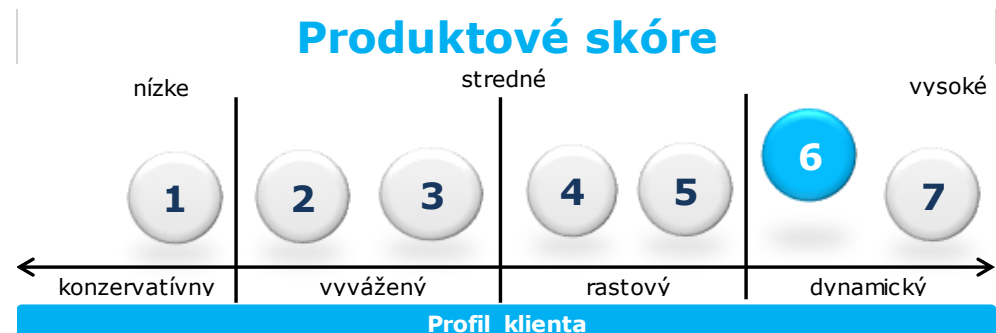 Produktové skóre
nízke stredné vysoké
1 2 3 4 5 6 7
konzervatívny vyvážený rastový dynamický
Profil klienta